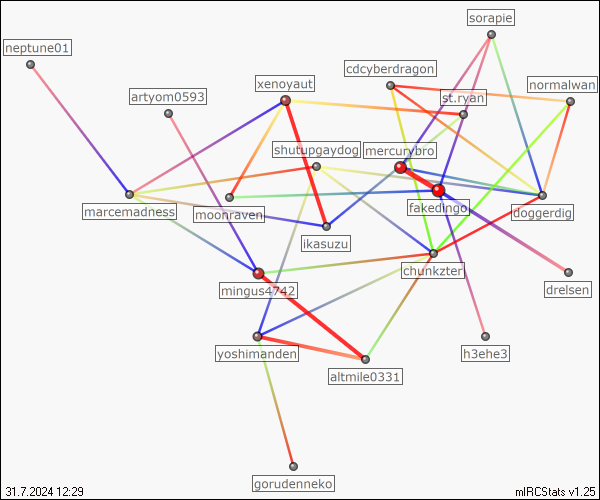 sorapie
neptune01
cdcyberdragon
xenoyaut
normalwan
artyom0593
st.ryan
shutupgaydog
mercurybro
marcemadness
moonraven
fakedingo
doggerdig
ikasuzu
chunkzter
mingus4742
drelsen
yoshimanden
h3ehe3
altmile0331
gorudenneko
31.7.2024 12:29
mIRCStats v1.25